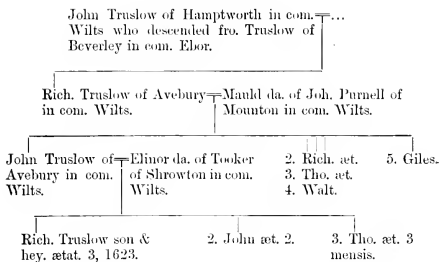 John Truslow of Hamptworth in com. = ...
Wilts who descended fro. Truslow of
Beverley in com. Ebor.
Rich. Truslow of Avebury = Mauld da. of Joh. Purnell of
in com. Wilts. Mounton in com. Wilts.
John Truslow of = Elinor da. of Tooker 2. Rich. æt. 5. Giles.
Avebury in com. of Shrowton in com. 3. Tho. æt.
Wilts. Wilts. 4. Walt.
Rich. Truslow son & 2. John æt. 2. 3. Tho. æt. 3
hey. ætat. 3, 1623. mensis.